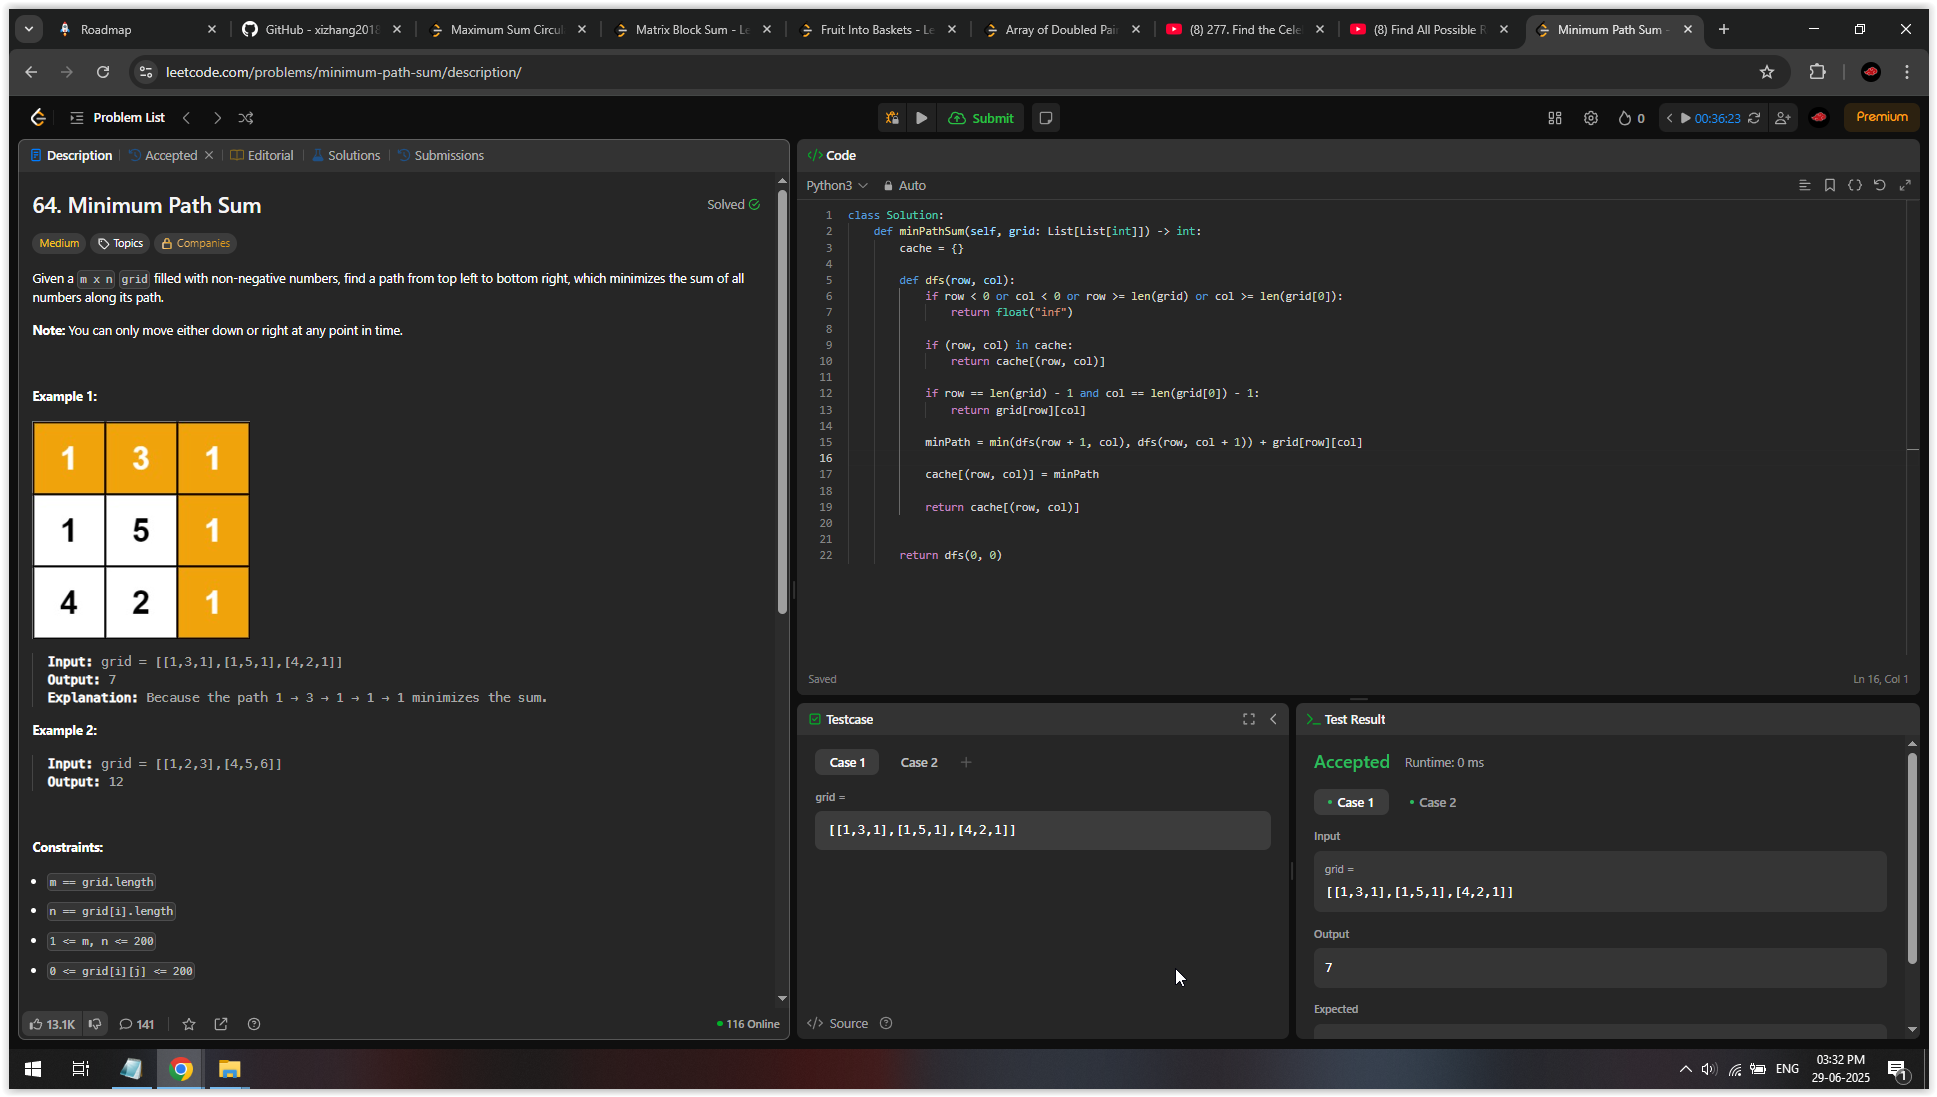 Roadmap
GitHub - xizhang2018
Maximum Sum Circul
Matrix Block Sum - Le
Fruit Into Baskets - Le
Array of Doubled Pair
(8) 277. Find the Cele
(8) Find All Possible R
Minimum Path Sum -
leetcode.com/problems/minimum-path-sum/description/
Problem List
Submit
0
00:36:23
Premium
Description
Accepted
Editorial
Solutions
Submissions
64. Minimum Path Sum
Solved
Medium
Topics
Companies
Given a m x n grid filled with non-negative numbers, find a path from top left to bottom right, which minimizes the sum of all
numbers along its path.
Note: You can only move either down or right at any point in time.
Example 1:
1 3 1
1 5 1
4 2 1
Input: grid = [[1,3,1],[1,5,1],[4,2,1]]
Output: 7
Explanation: Because the path 1 → 3 → 1 → 1 → 1 minimizes the sum.
Example 2:
Input: grid = [[1,2,3],[4,5,6]]
Output: 12
Constraints:
• m == grid.length
• n == grid[i].length
• 1 <= m, n <= 200
• 0 <= grid[i][j] <= 200
13.1K
141
116 Online
</> Code
Python3
Auto
1 class Solution:
2 def minPathSum(self, grid: List[List[int]]) -> int:
3 cache = {}
4
5 def dfs(row, col):
6 if row < 0 or col < 0 or row >= len(grid) or col >= len(grid[0]):
7 return float("inf")
8
9 if (row, col) in cache:
10 return cache[(row, col)]
11
12 if row == len(grid) - 1 and col == len(grid[0]) - 1:
13 return grid[row][col]
14
15 minPath = min(dfs(row + 1, col), dfs(row, col + 1)) + grid[row][col]
16
17 cache[(row, col)] = minPath
18
19 return cache[(row, col)]
20
21
22 return dfs(0, 0)
Saved
Ln 16, Col 1
Testcase
Case 1
Case 2
+
grid =
[[1,3,1],[1,5,1],[4,2,1]]
</> Source
>_ Test Result
Accepted
Runtime: 0 ms
• Case 1
• Case 2
Input
grid =
[[1,3,1],[1,5,1],[4,2,1]]
Output
7
Expected
ENG
03:32 PM
29-06-2025
1